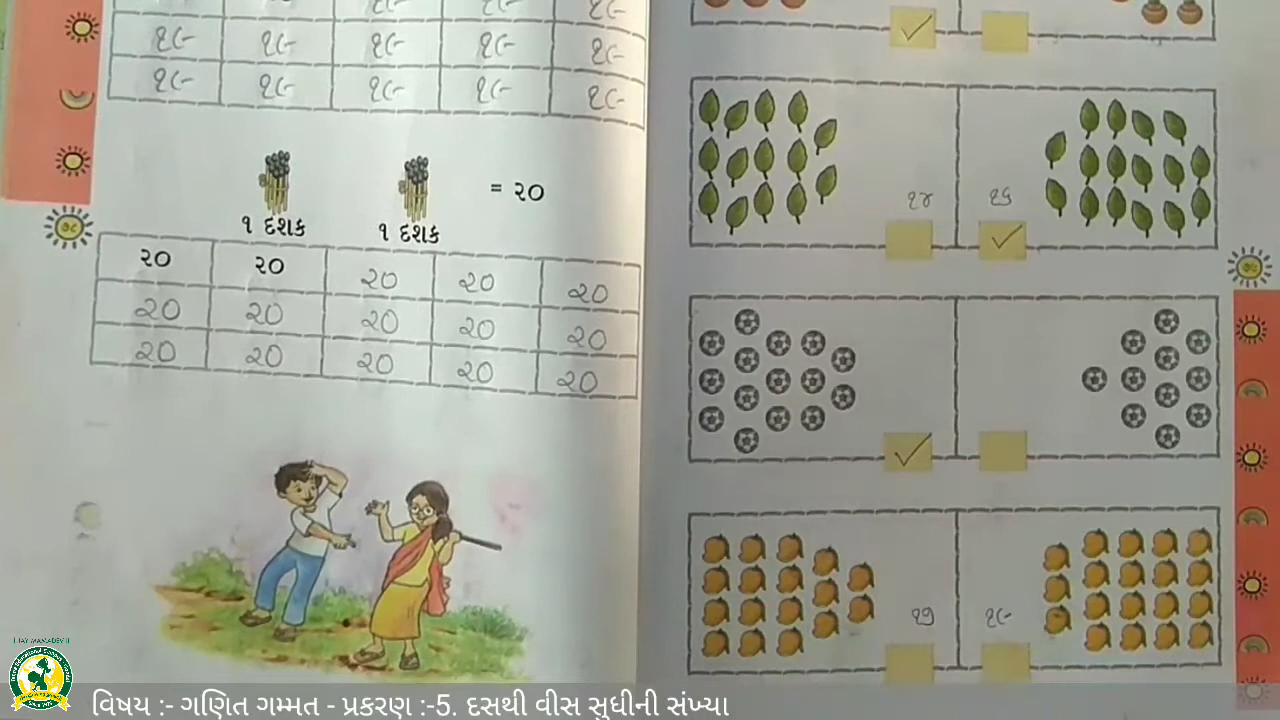 ૧૯ ૧૯ ૧૯ ૧૯ ૧૯
૧૯ ૧૯ ૧૯ ૧૯ ૧૯
= ૨૦
૧ દશક ૧ દશક
૨૦ ૨૦ ૨૦ ૨૦ ૨૦
૨૦ ૨૦ ૨૦ ૨૦ ૨૦
૨૦ ૨૦ ૨૦ ૨૦ ૨૦
૧૪ ૧૬
૧૭ ૧૯
વિષય :- ગણિત ગમ્મત - પ્રકરણ :-5. દસથી વીસ સુધીની સંખ્યા